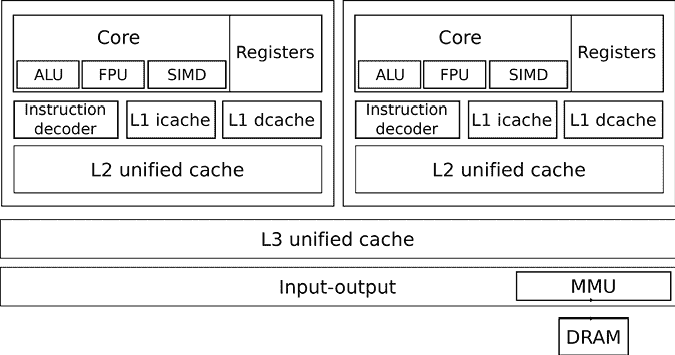 Core
Registers
ALU
FPU
SIMD
Instruction
decoder
L1 icache
L1 dcache
L2 unified cache
Core
Registers
ALU
FPU
SIMD
Instruction
decoder
L1 icache
L1 dcache
L2 unified cache
L3 unified cache
Input-output
MMU
DRAM